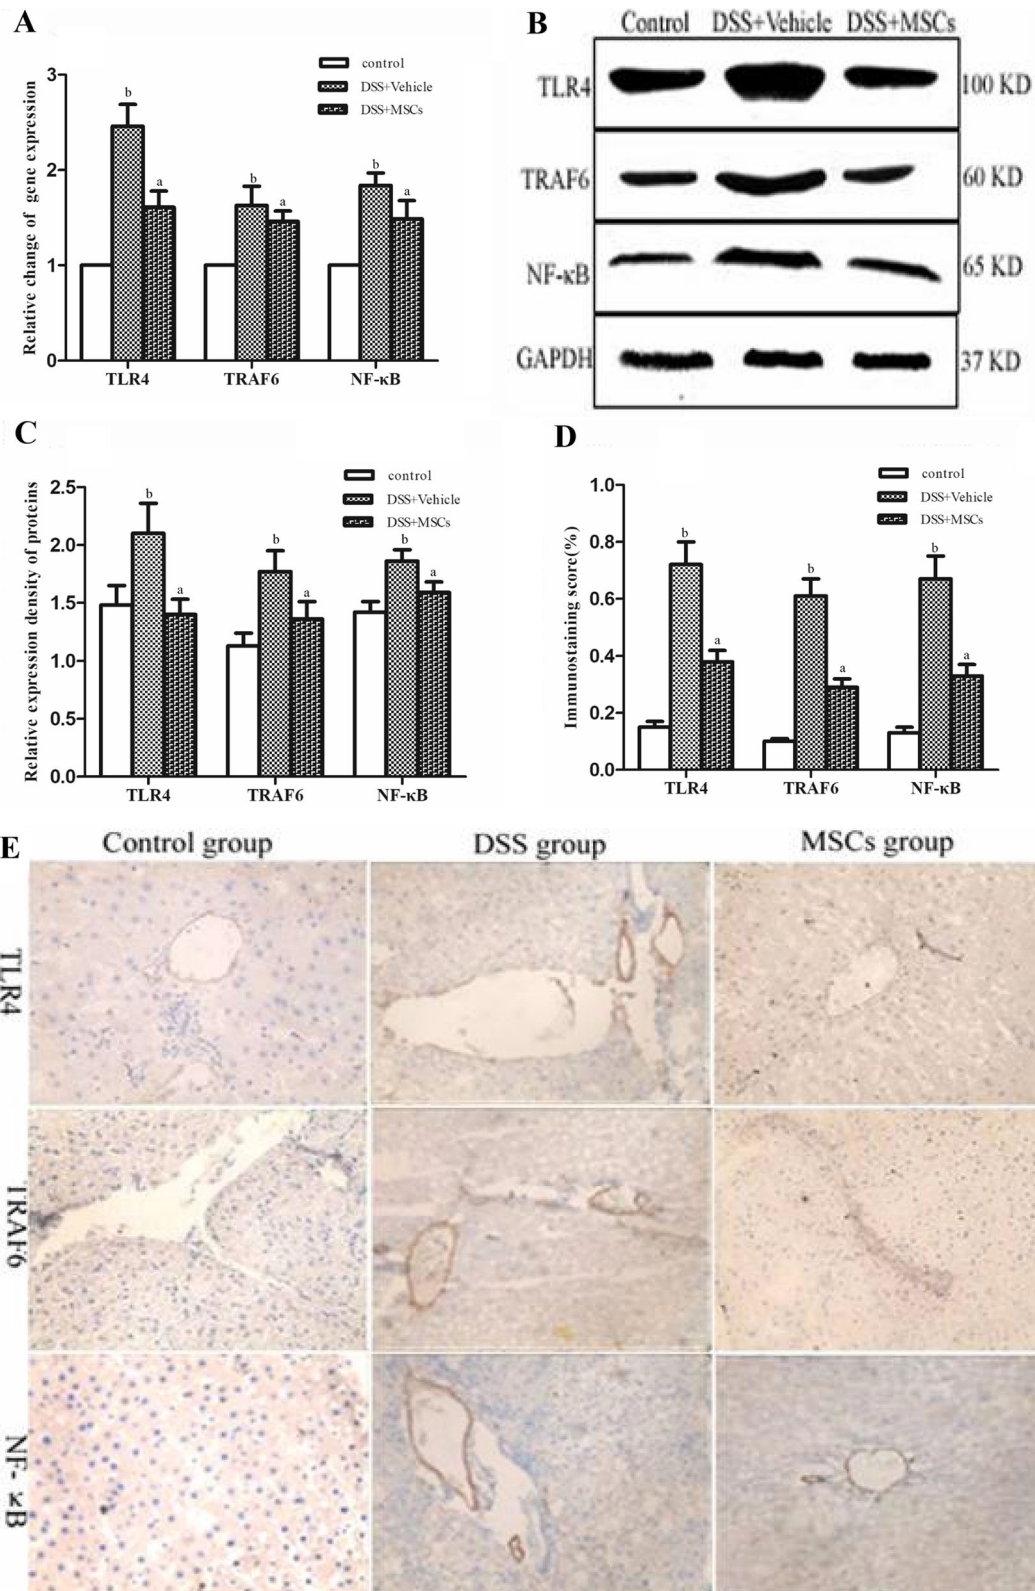 A
control
DSS+Vehicle
DSS+MSCs
Relative change of gene expression
3
2
1
0
b
a
b
a
b
a
TLR4
TRAF6
NF-κB
B
Control DSS+Vehicle DSS+MSCs
TLR4
100 KD
TRAF6
60 KD
NF-κB
65 KD
GAPDH
37 KD
C
control
DSS+Vehicle
DSS+MSCs
Relative expression density of proteins
2.5
2.0
1.5
1.0
0.5
0.0
b
a
b
a
b
a
TLR4
TRAF6
NF-κB
D
control
DSS+Vehicle
DSS+MSCs
Immunostaining score(%)
1.0
0.8
0.6
0.4
0.2
0.0
b
a
b
a
b
a
TLR4
TRAF6
NF-κB
E
Control group
DSS group
MSCs group
TLR4
TRAF6
NF- κB